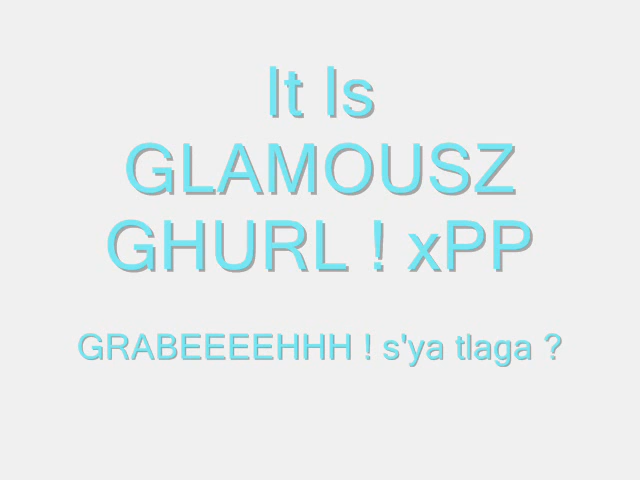 It Is
GLAMOUSZ
GHURL ! xPP
GRABEEEEHHH ! s'ya tlaga ?